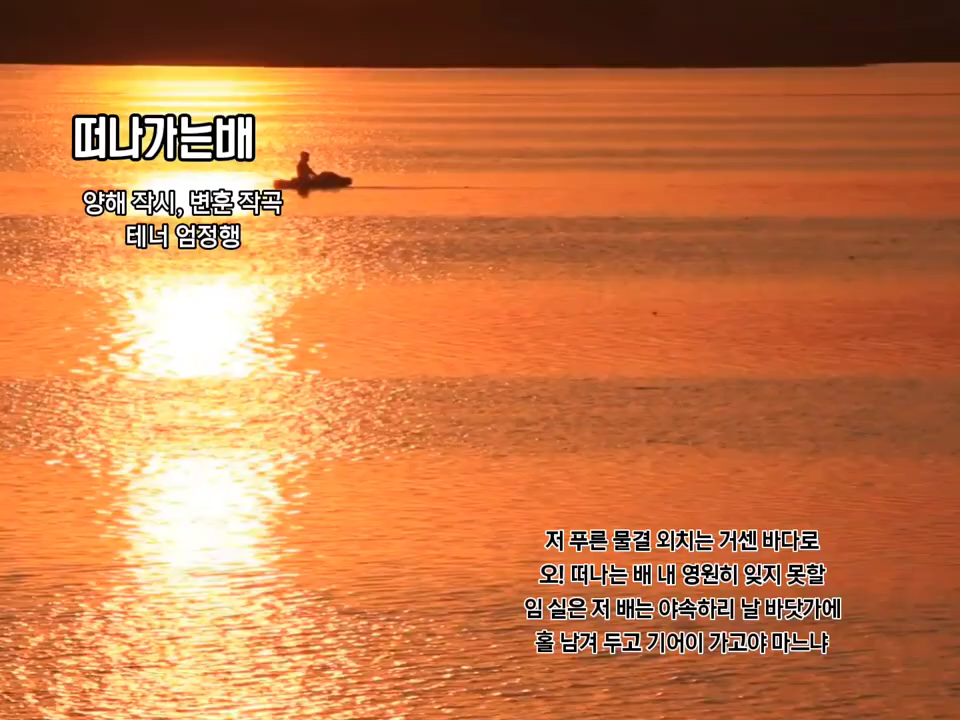 떠나가는배
양해 작시, 변훈 작곡
테너 엄정행
저 푸른 물결 외치는 거센 바다로
오! 떠나는 배 내 영원히 잊지 못할
임 실은 저 배는 야속하리 날 바닷가에
홀 남겨 두고 기어이 가고야 마느냐